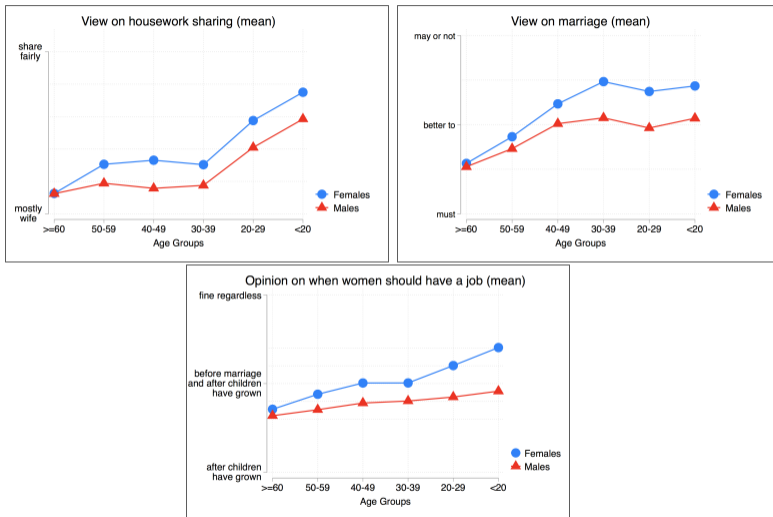 View on housework sharing (mean)
share
fairly
mostly
wife
>=60 50-59 40-49 30-39 20-29 <20
Age Groups
Females
Males
View on marriage (mean)
may or not
better to
must
>=60 50-59 40-49 30-39 20-29 <20
Age Groups
Females
Males
Opinion on when women should have a job (mean)
fine regardless
before marriage
and after children
have grown
after children
have grown
>=60 50-59 40-49 30-39 20-29 <20
Age Groups
Females
Males